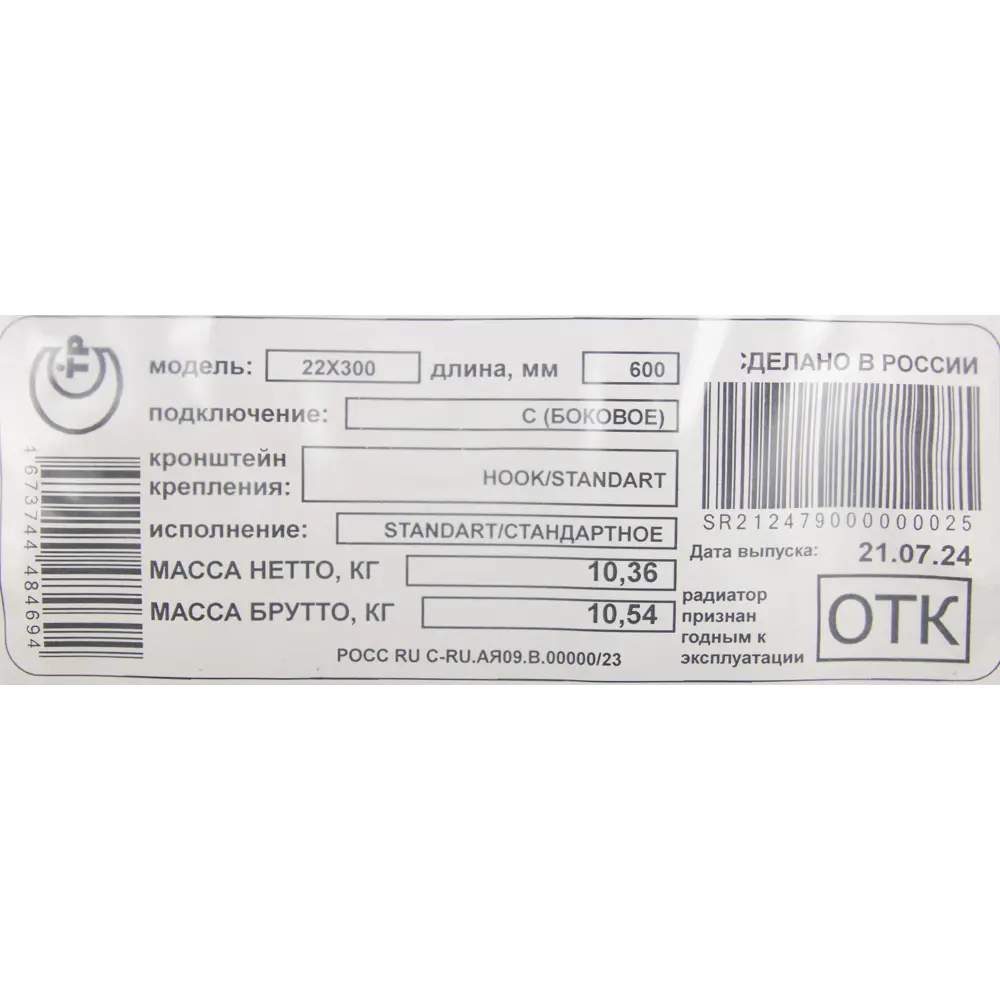 СТР
модель: 22X300 длина, мм 600
подключение: С (БОКОВОЕ)
кронштейн
крепления: HOOK/STANDART
исполнение: STANDART/СТАНДАРТНОЕ
МАССА НЕТТО, КГ 10,36
МАССА БРУТТО, КГ 10,54
РОСС RU C-RU.АЯ09.В.00000/23
4673744484694
СДЕЛАНО В РОССИИ
SR212479000000025
Дата выпуска: 21.07.24
радиатор
признан
годным к
эксплуатации
ОТК